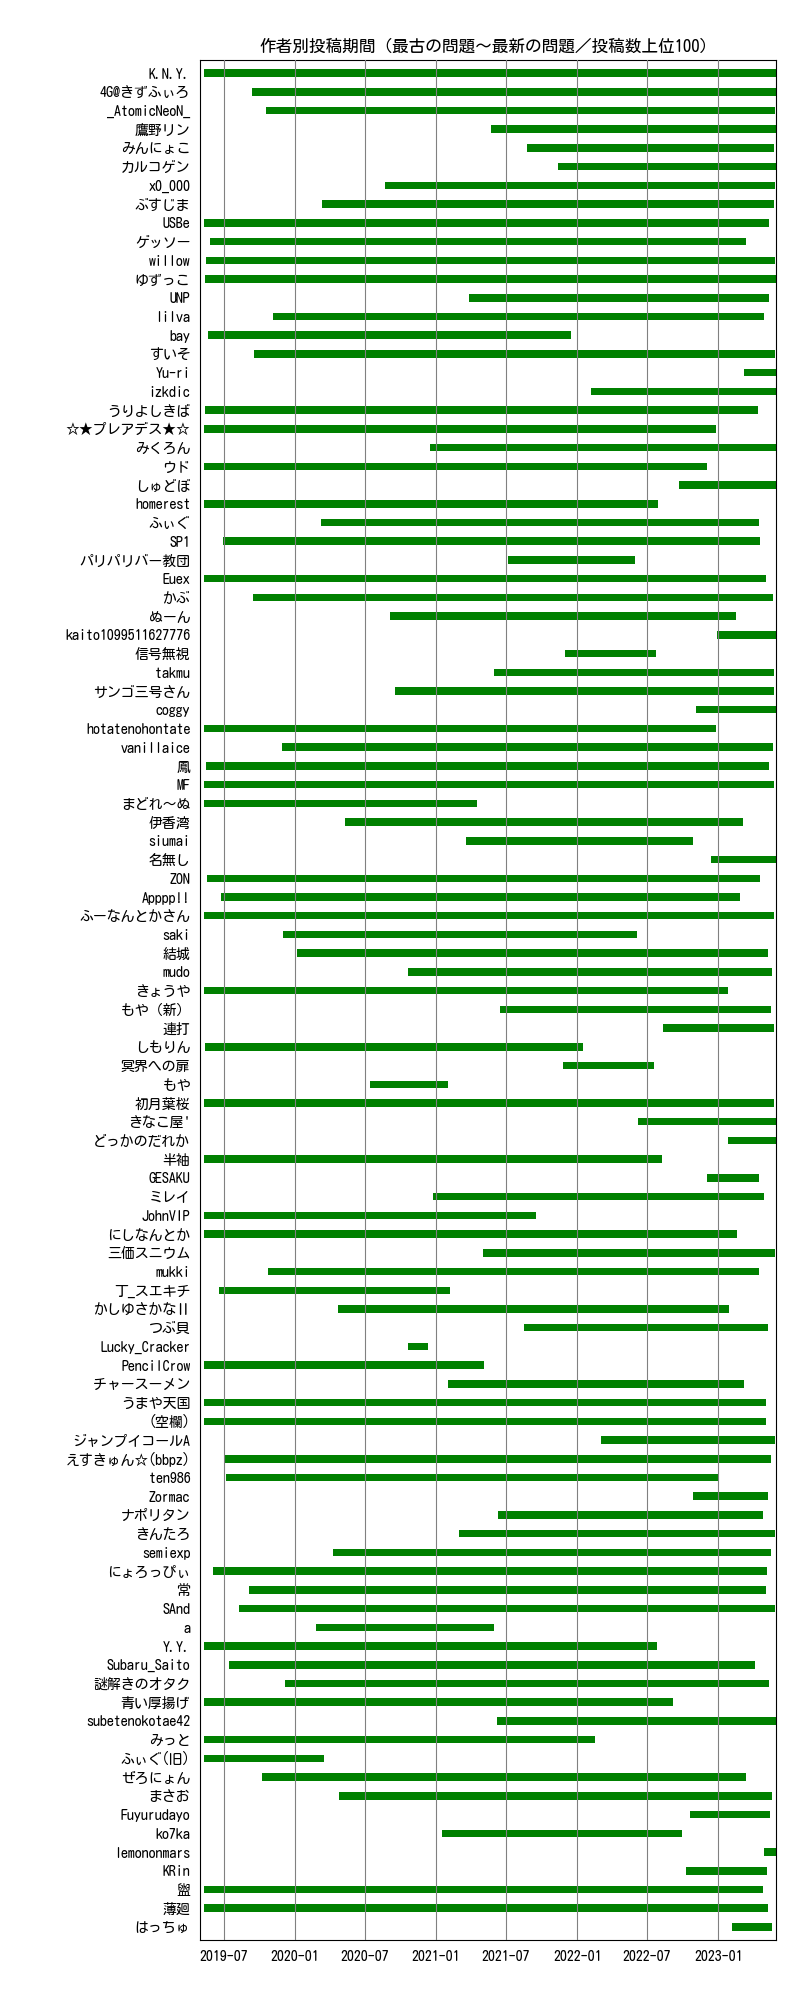 作者別投稿期間（最古の問題～最新の問題／投稿数上位100）
K.N.Y.
4G@きずふぃろ
_AtomicNeoN_
鷹野リン
みんにょこ
カルコゲン
x0_000
ぶすじま
USBe
ゲッソー
willow
ゆずっこ
UNP
lilva
bay
すいそ
Yu-ri
izkdic
うりよしきば
☆★プレアデス★☆
みくろん
ウド
しゅどぼ
homerest
ふぃぐ
SP1
パリパリバー教団
Euex
かぶ
ぬーん
kaito1099511627776
信号無視
takmu
サンゴ三号さん
coggy
hotatenohontate
vanillaice
鳳
MF
まどれ～ぬ
伊香湾
siumai
名無し
ZON
Appppll
ふーなんとかさん
saki
結城
mudo
きょうや
もや（新）
連打
しもりん
冥界への扉
もや
初月葉桜
きなこ屋'
どっかのだれか
半袖
GESAKU
ミレイ
JohnVIP
にしなんとか
三価スニウム
mukki
丁_スエキチ
かしゆさかなII
つぶ貝
Lucky_Cracker
PencilCrow
チャースーメン
うまや天国
(空欄)
ジャンプイコールA
えすきゅん☆(bbpz)
ten986
Zormac
ナポリタン
きんたろ
semiexp
にょろっぴぃ
常
SAnd
a
Y.Y.
Subaru_Saito
謎解きのオタク
青い厚揚げ
subetenokotae42
みっと
ふぃぐ(旧)
ぜろにょん
まさお
Fuyurudayo
ko7ka
lemononmars
KRin
盥
薄廻
はっちゅ
2019-07 2020-01 2020-07 2021-01 2021-07 2022-01 2022-07 2023-01